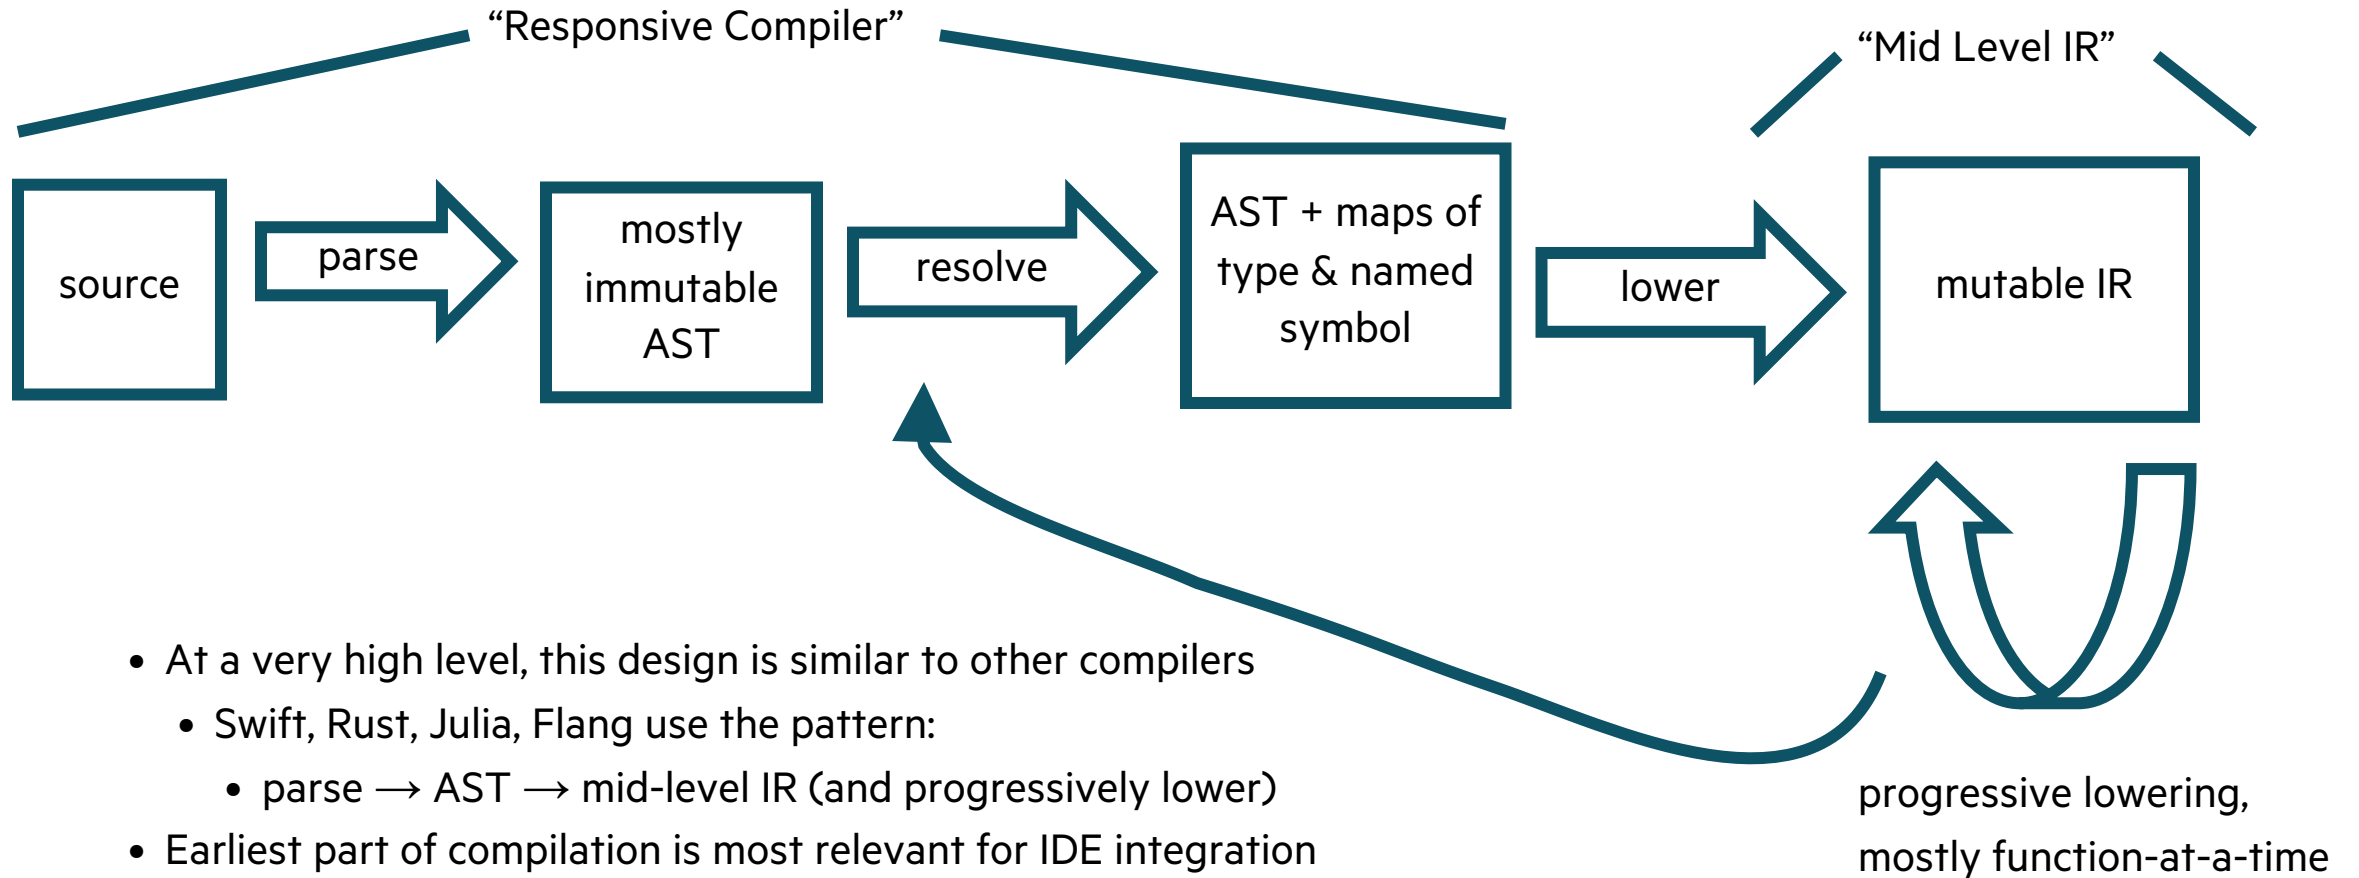 “Responsive Compiler”
“Mid Level IR”
source
parse
mostly
immutable
AST
resolve
AST + maps of
type & named
symbol
lower
mutable IR
• At a very high level, this design is similar to other compilers
• Swift, Rust, Julia, Flang use the pattern:
• parse → AST → mid-level IR (and progressively lower)
• Earliest part of compilation is most relevant for IDE integration
progressive lowering,
mostly function-at-a-time